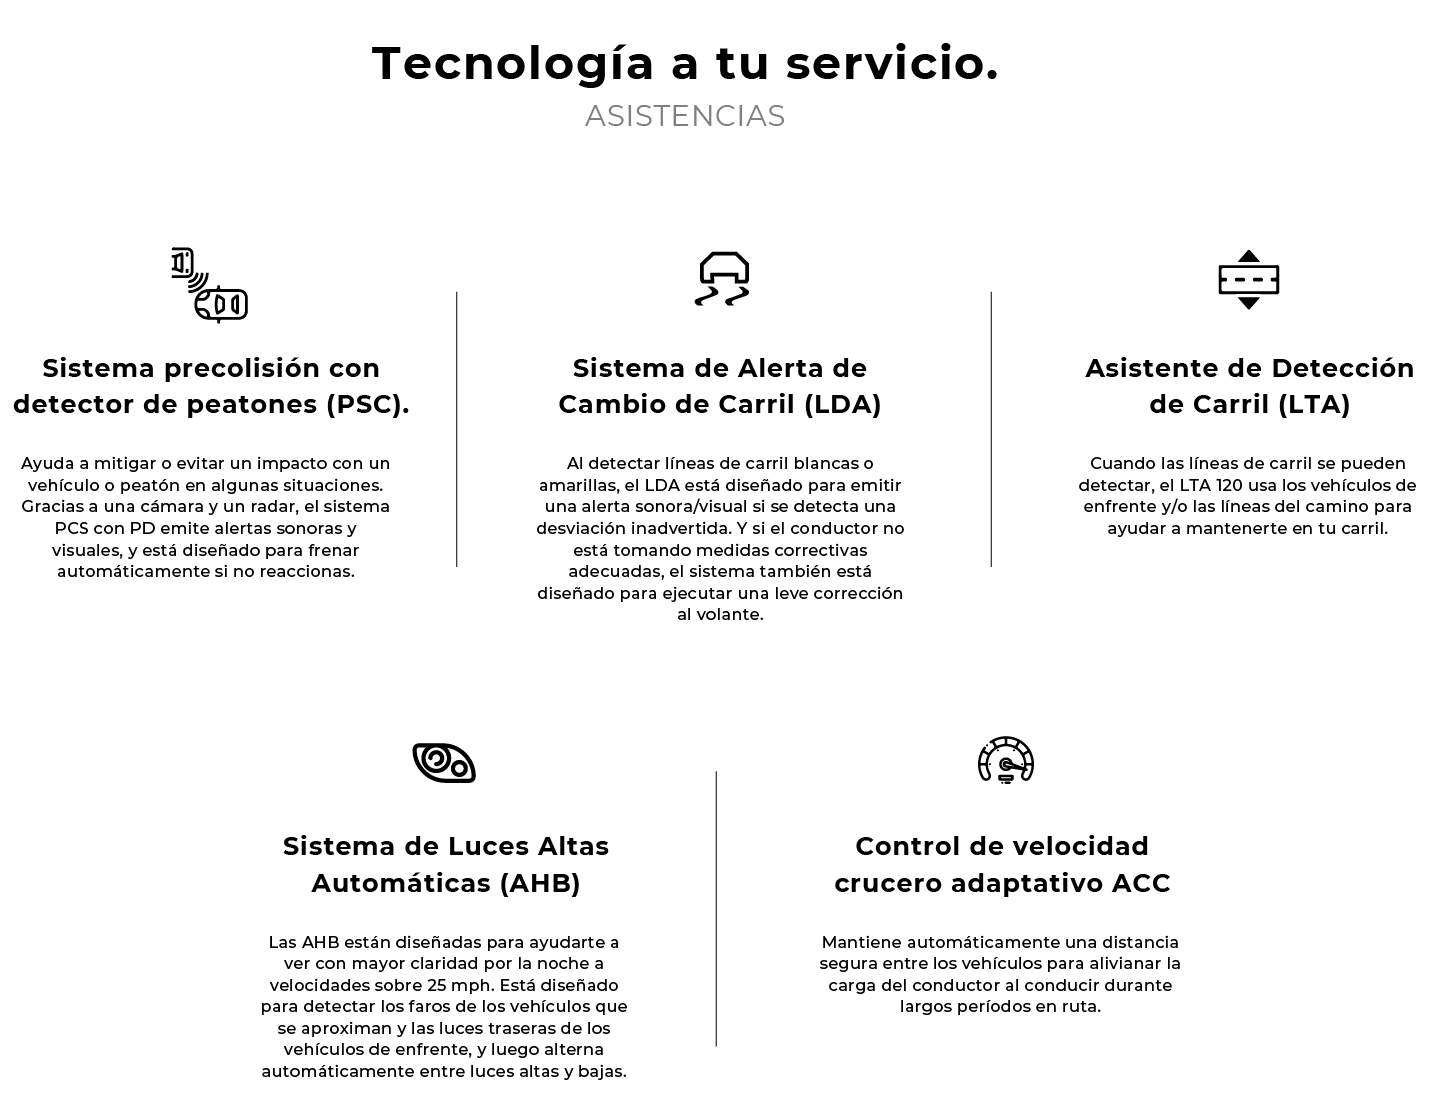 Tecnología a tu servicio.
ASISTENCIAS
Sistema precolisión con
detector de peatones (PSC).
Ayuda a mitigar o evitar un impacto con un
vehículo o peatón en algunas situaciones.
Gracias a una cámara y un radar, el sistema
PCS con PD emite alertas sonoras y
visuales, y está diseñado para frenar
automáticamente si no reaccionas.
Sistema de Alerta de
Cambio de Carril (LDA)
Al detectar líneas de carril blancas o
amarillas, el LDA está diseñado para emitir
una alerta sonora/visual si se detecta una
desviación inadvertida. Y si el conductor no
está tomando medidas correctivas
adecuadas, el sistema también está
diseñado para ejecutar una leve corrección
al volante.
Asistente de Detección
de Carril (LTA)
Cuando las líneas de carril se pueden
detectar, el LTA 120 usa los vehículos de
enfrente y/o las líneas del camino para
ayudar a mantenerte en tu carril.
Sistema de Luces Altas
Automáticas (AHB)
Las AHB están diseñadas para ayudarte a
ver con mayor claridad por la noche a
velocidades sobre 25 mph. Está diseñado
para detectar los faros de los vehículos que
se aproximan y las luces traseras de los
vehículos de enfrente, y luego alterna
automáticamente entre luces altas y bajas.
Control de velocidad
crucero adaptativo ACC
Mantiene automáticamente una distancia
segura entre los vehículos para alivianar la
carga del conductor al conducir durante
largos períodos en ruta.